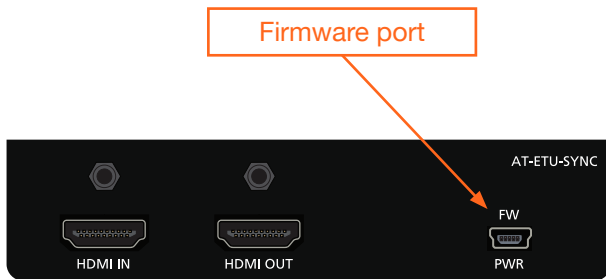 Firmware port
AT-ETU-SYNC
FW
HDMI IN
HDMI OUT
PWR